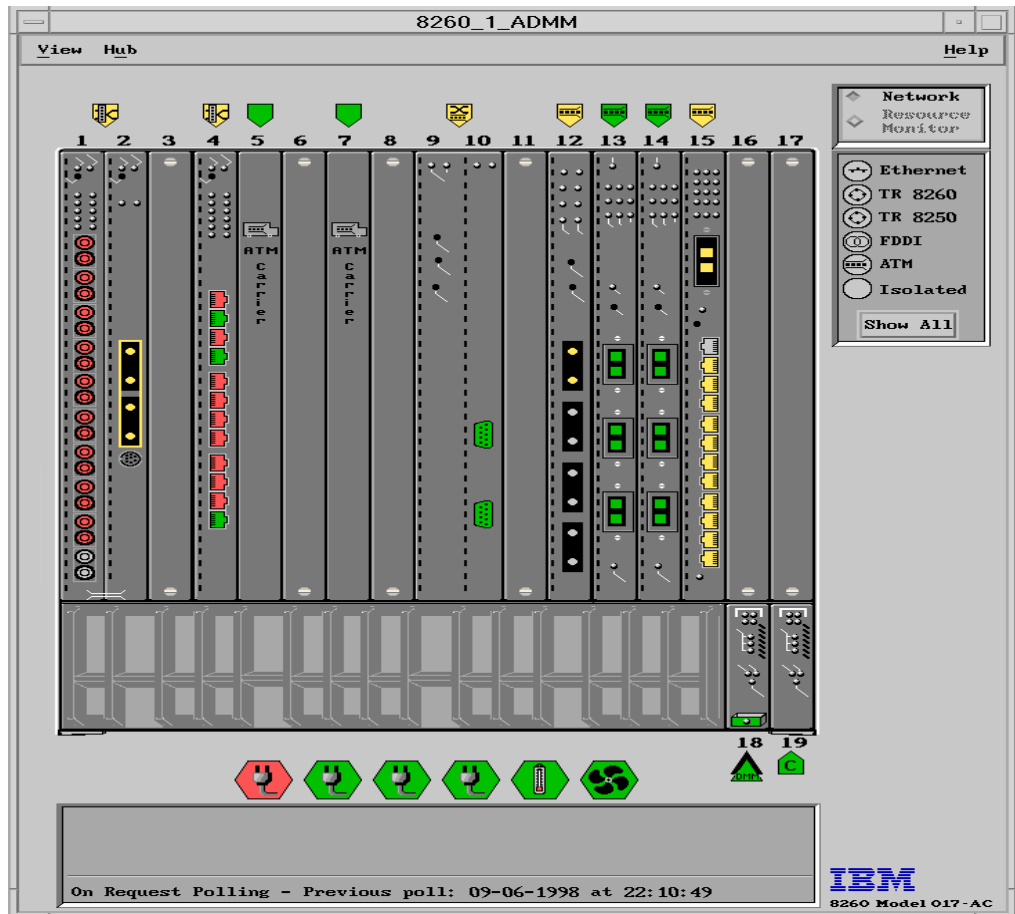 8260_1_ADMM
View Hub Help
Network
Resource
Monitor
1 2 3 4 5 6 7 8 9 10 11 12 13 14 15 16 17
Ethernet
TR 8260
TR 8250
FDDI
ATM
Isolated
Show All
ATM
Carrier
ATM
Carrier
18 19
DMM
C
On Request Polling - Previous poll: 09-06-1998 at 22:10:49
IBM
8260 Model 017-AC